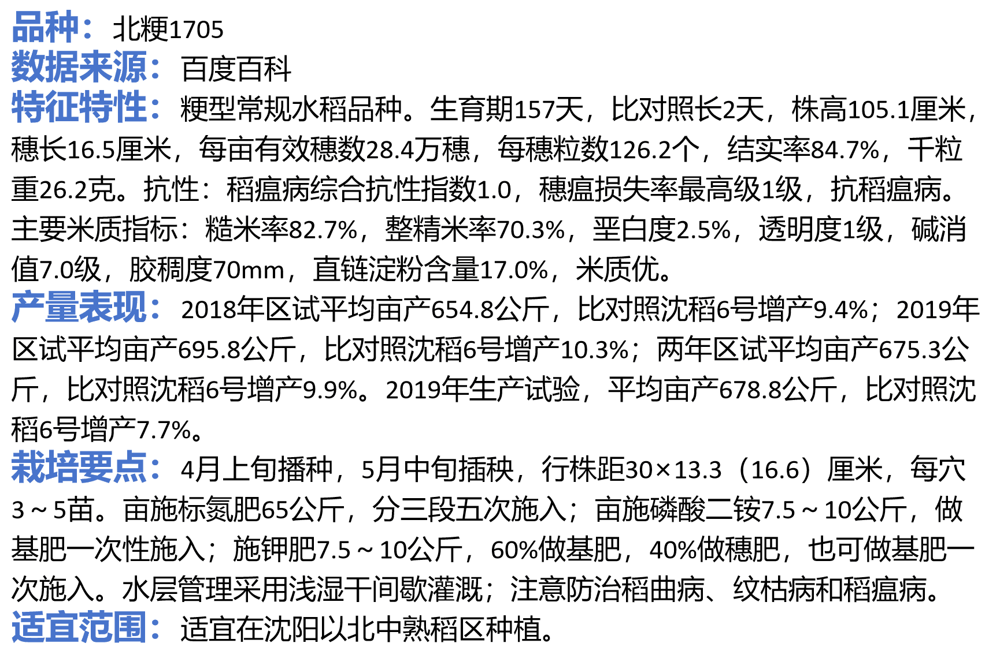 品种：北粳1705
数据来源：百度百科
特征特性：粳型常规水稻品种。生育期157天，比对照长2天，株高105.1厘米，
穗长16.5厘米，每亩有效穗数28.4万穗，每穗粒数126.2个，结实率84.7%，千粒
重26.2克。抗性：稻瘟病综合抗性指数1.0，穗瘟损失率最高级1级，抗稻瘟病。
主要米质指标：糙米率82.7%，整精米率70.3%，垩白度2.5%，透明度1级，碱消
值7.0级，胶稠度70mm，直链淀粉含量17.0%，米质优。
产量表现：2018年区试平均亩产654.8公斤，比对照沈稻6号增产9.4%；2019年
区试平均亩产695.8公斤，比对照沈稻6号增产10.3%；两年区试平均亩产675.3公
斤，比对照沈稻6号增产9.9%。2019年生产试验，平均亩产678.8公斤，比对照沈
稻6号增产7.7%。
栽培要点：4月上旬播种，5月中旬插秧，行株距30×13.3（16.6）厘米，每穴
3～5苗。亩施标氮肥65公斤，分三段五次施入；亩施磷酸二铵7.5～10公斤，做
基肥一次性施入；施钾肥7.5～10公斤，60%做基肥，40%做穗肥，也可做基肥一
次施入。水层管理采用浅湿干间歇灌溉；注意防治稻曲病、纹枯病和稻瘟病。
适宜范围：适宜在沈阳以北中熟稻区种植。